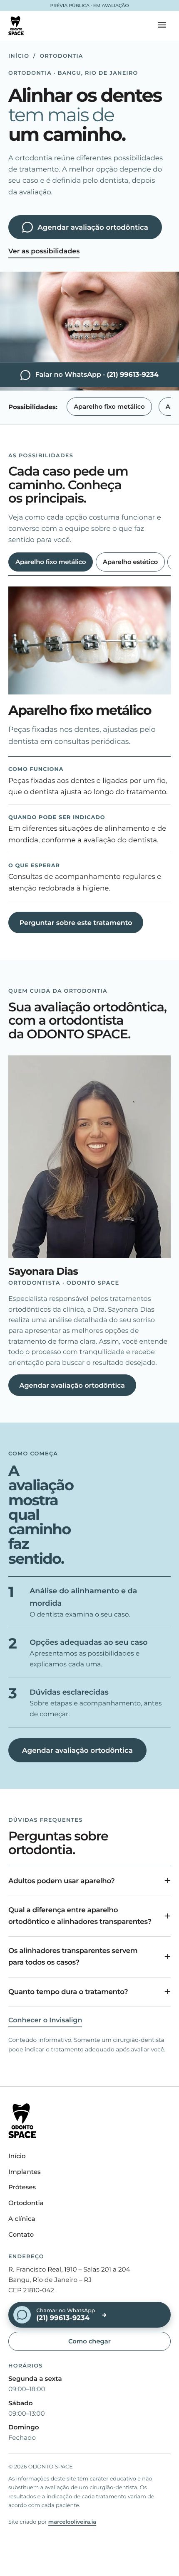 PRÉVIA PÚBLICA · EM AVALIAÇÃO
ODONTO
SPACE
INÍCIO / ORTODONTIA
ORTODONTIA · BANGU, RIO DE JANEIRO
Alinhar os dentes
tem mais de
um caminho.
A ortodontia reúne diferentes possibilidades
de tratamento. A melhor opção depende do
seu caso e é definida pelo dentista, depois
da avaliação.
Agendar avaliação ortodôntica
Ver as possibilidades
Falar no WhatsApp · (21) 99613-9234
Possibilidades:
Aparelho fixo metálico
A
AS POSSIBILIDADES
Cada caso pede um
caminho. Conheça
os principais.
Veja como cada opção costuma funcionar e
converse com a equipe sobre o que faz
sentido para você.
Aparelho fixo metálico
Aparelho estético
Aparelho fixo metálico
Peças fixadas nos dentes, ajustadas pelo
dentista em consultas periódicas.
COMO FUNCIONA
Peças fixadas aos dentes e ligadas por um fio,
que o dentista ajusta ao longo do tratamento.
QUANDO PODE SER INDICADO
Em diferentes situações de alinhamento e de
mordida, conforme a avaliação do dentista.
O QUE ESPERAR
Consultas de acompanhamento regulares e
atenção redobrada à higiene.
Perguntar sobre este tratamento
QUEM CUIDA DA ORTODONTIA
Sua avaliação ortodôntica,
com a ortodontista
da ODONTO SPACE.
Sayonara Dias
ORTODONTISTA · ODONTO SPACE
Especialista responsável pelos tratamentos
ortodônticos da clínica, a Dra. Sayonara Dias
realiza uma análise detalhada do seu sorriso
para apresentar as melhores opções de
tratamento de forma clara. Assim, você entende
todo o processo com tranquilidade e recebe
orientação para buscar o resultado desejado.
Agendar avaliação ortodôntica
COMO COMEÇA
A
avaliação
mostra
qual
caminho
faz
sentido.
1
Análise do alinhamento e da
mordida
O dentista examina o seu caso.
2
Opções adequadas ao seu caso
Apresentamos as possibilidades e
explicamos cada uma.
3
Dúvidas esclarecidas
Sobre etapas e acompanhamento, antes
de começar.
Agendar avaliação ortodôntica
DÚVIDAS FREQUENTES
Perguntas sobre
ortodontia.
Adultos podem usar aparelho? +
Qual a diferença entre aparelho
ortodôntico e alinhadores transparentes? +
Os alinhadores transparentes servem
para todos os casos? +
Quanto tempo dura o tratamento? +
Conhecer o Invisalign
Conteúdo informativo. Somente um cirurgião-dentista
pode indicar o tratamento adequado após avaliar você.
ODONTO
SPACE
Início
Implantes
Próteses
Ortodontia
A clínica
Contato
ENDEREÇO
R. Francisco Real, 1910 – Salas 201 a 204
Bangu, Rio de Janeiro – RJ
CEP 21810-042
Chamar no WhatsApp
(21) 99613-9234 →
Como chegar
HORÁRIOS
Segunda a sexta
09:00–18:00
Sábado
09:00–13:00
Domingo
Fechado
© 2026 ODONTO SPACE
As informações deste site têm caráter educativo e não
substituem a avaliação de um cirurgião-dentista. Os
resultados e a indicação de cada tratamento variam de
acordo com cada paciente.
Site criado por marcelooliveira.ia